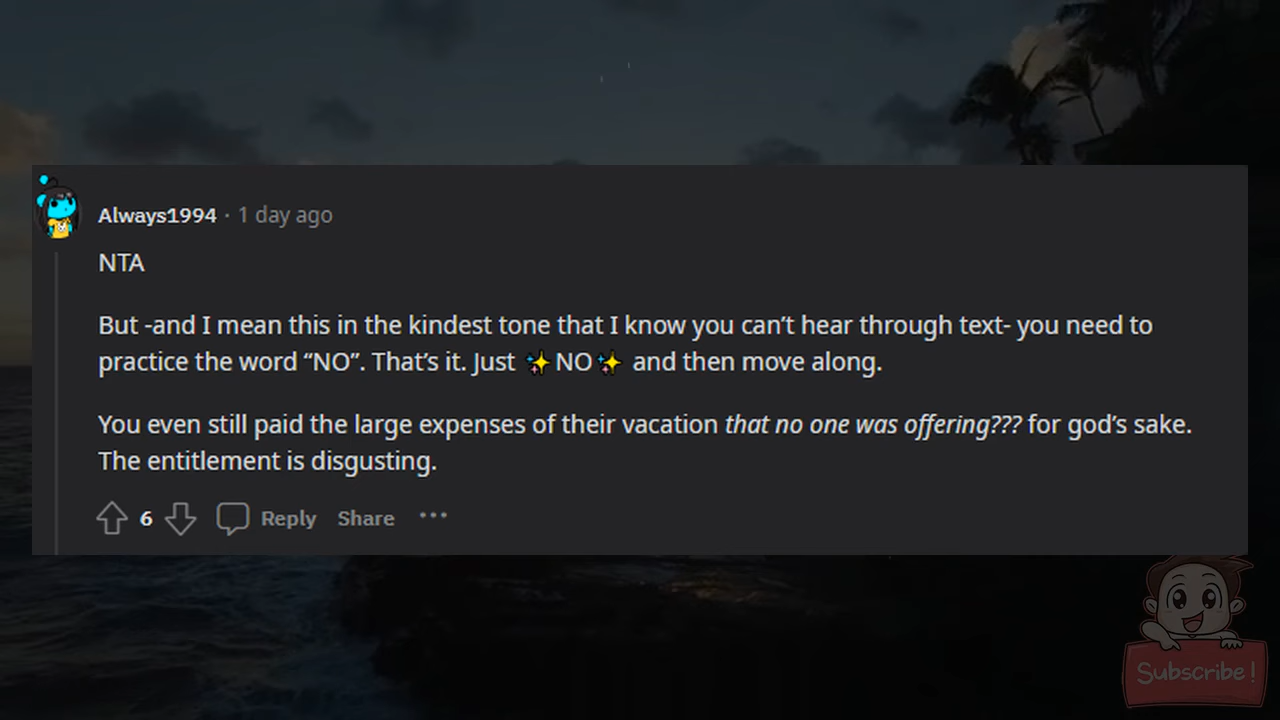 Always1994 · 1 day ago
NTA
But -and I mean this in the kindest tone that I know you can’t hear through text- you need to
practice the word “NO”. That’s it. Just ✨NO✨ and then move along.
You even still paid the large expenses of their vacation that no one was offering??? for god’s sake.
The entitlement is disgusting.
6 Reply Share ···
Subscribe!